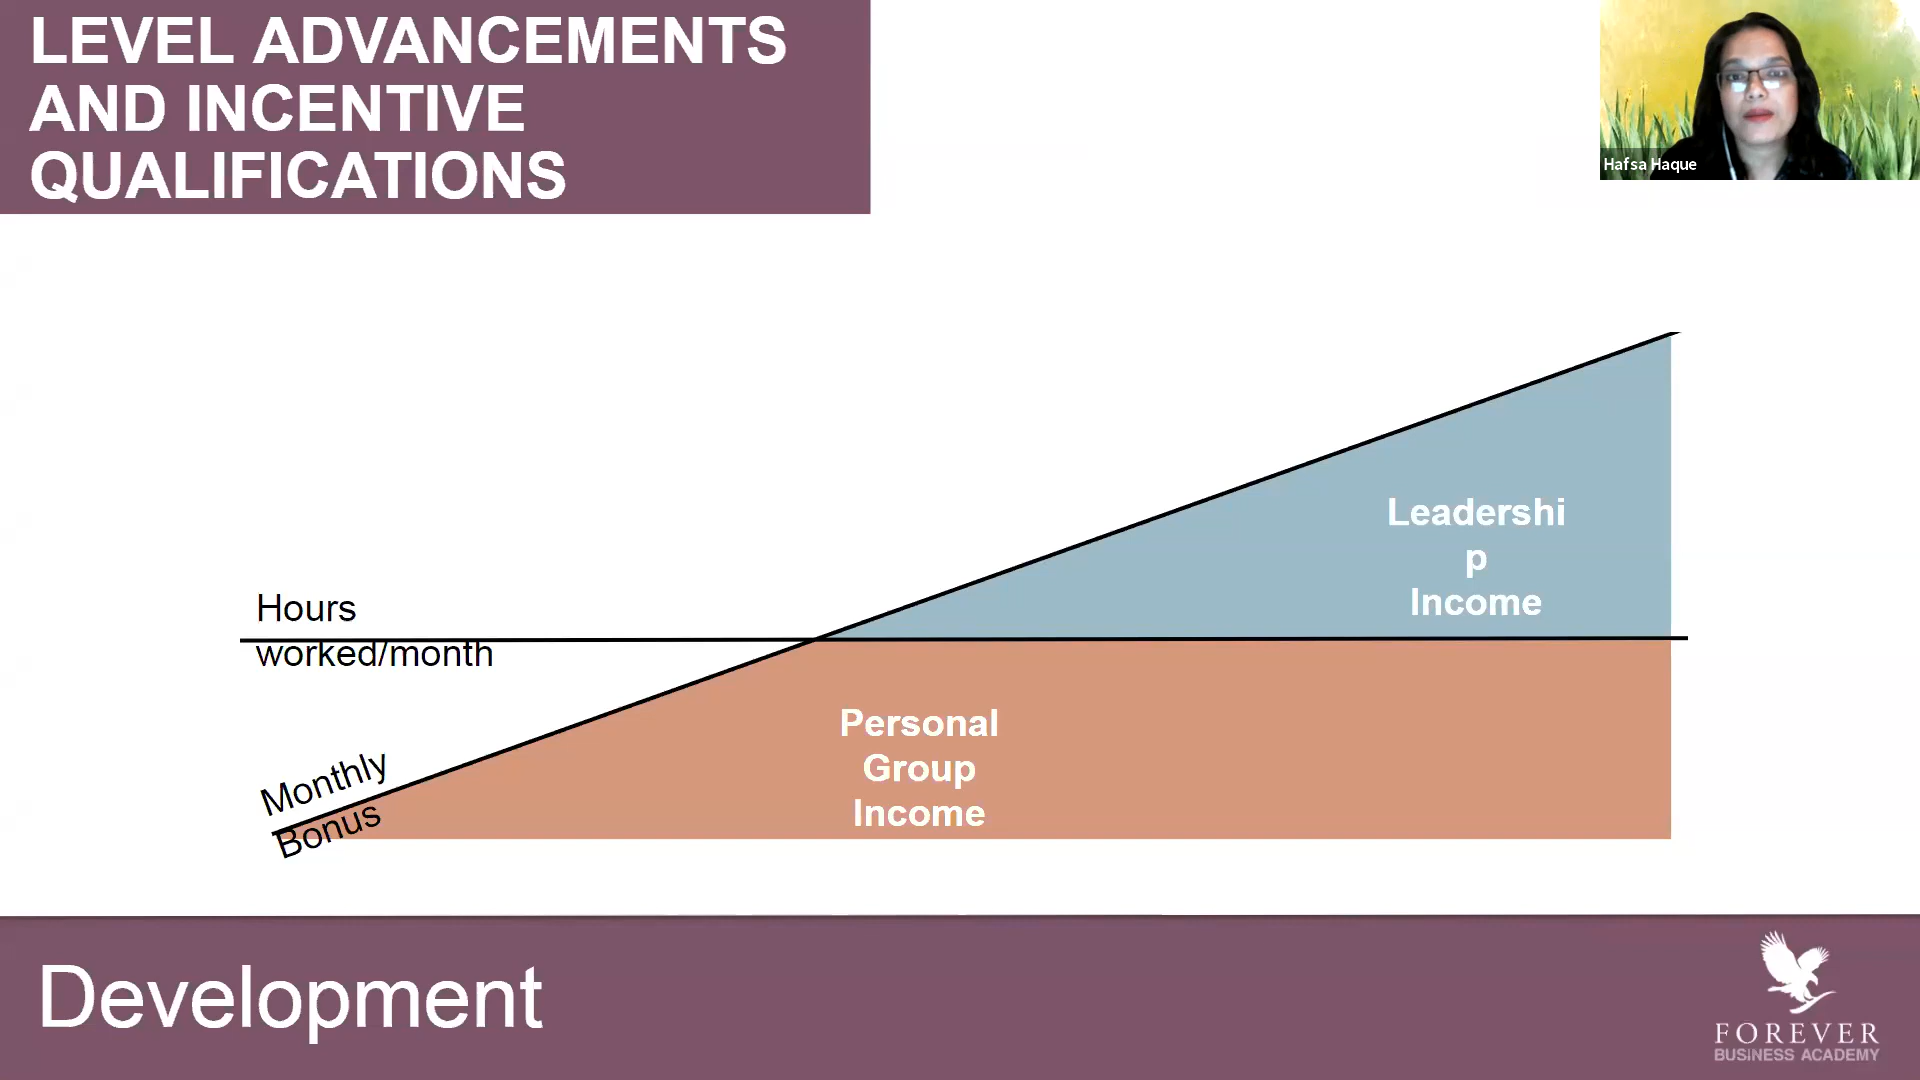 LEVEL ADVANCEMENTS
AND INCENTIVE
QUALIFICATIONS
Hafsa Haque
Leadershi
p
Income
Hours
worked/month
Personal
Group
Income
Monthly
Bonus
Development
FOREVER
BUSINESS ACADEMY